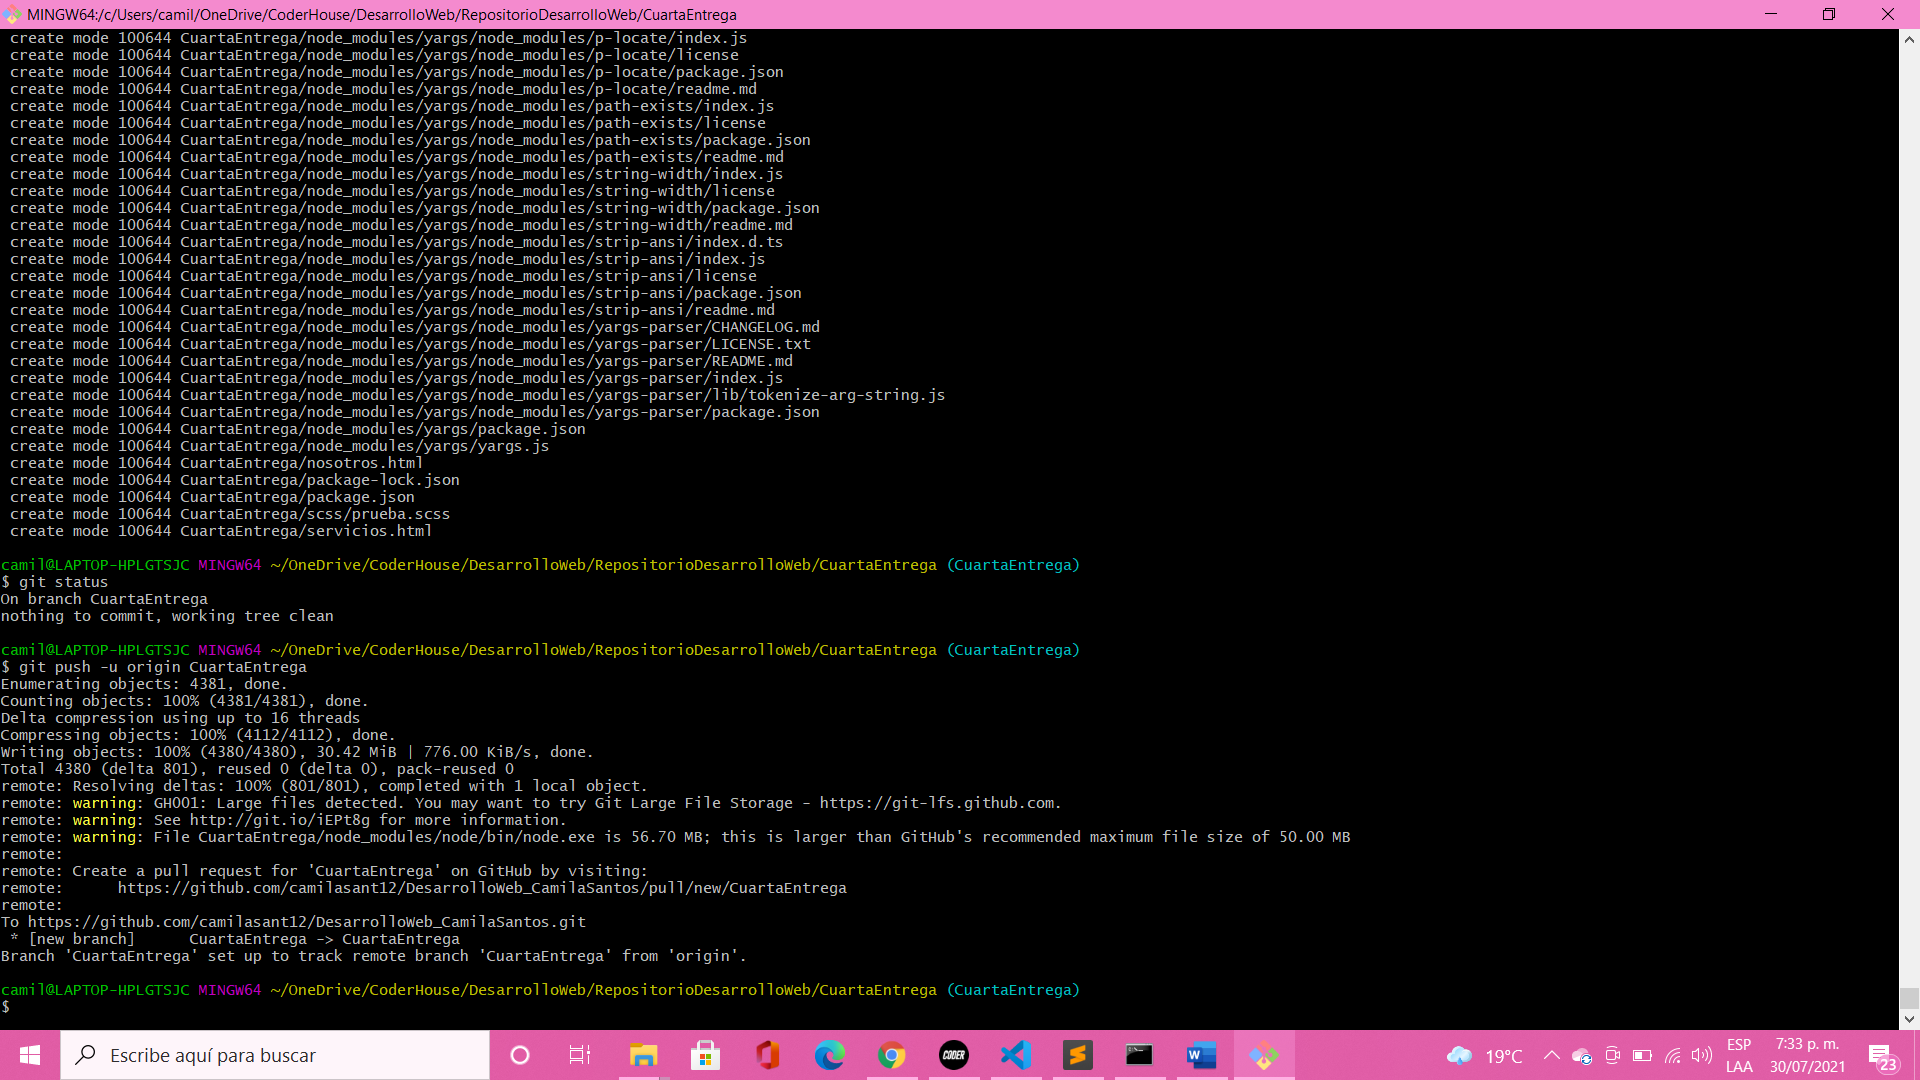 MINGW64:/c/Users/camil/OneDrive/CoderHouse/DesarrolloWeb/RepositorioDesarrolloWeb/CuartaEntrega
create mode 100644 CuartaEntrega/node_modules/yargs/node_modules/p-locate/index.js
create mode 100644 CuartaEntrega/node_modules/yargs/node_modules/p-locate/license
create mode 100644 CuartaEntrega/node_modules/yargs/node_modules/p-locate/package.json
create mode 100644 CuartaEntrega/node_modules/yargs/node_modules/p-locate/readme.md
create mode 100644 CuartaEntrega/node_modules/yargs/node_modules/path-exists/index.js
create mode 100644 CuartaEntrega/node_modules/yargs/node_modules/path-exists/license
create mode 100644 CuartaEntrega/node_modules/yargs/node_modules/path-exists/package.json
create mode 100644 CuartaEntrega/node_modules/yargs/node_modules/path-exists/readme.md
create mode 100644 CuartaEntrega/node_modules/yargs/node_modules/string-width/index.js
create mode 100644 CuartaEntrega/node_modules/yargs/node_modules/string-width/license
create mode 100644 CuartaEntrega/node_modules/yargs/node_modules/string-width/package.json
create mode 100644 CuartaEntrega/node_modules/yargs/node_modules/string-width/readme.md
create mode 100644 CuartaEntrega/node_modules/yargs/node_modules/strip-ansi/index.d.ts
create mode 100644 CuartaEntrega/node_modules/yargs/node_modules/strip-ansi/index.js
create mode 100644 CuartaEntrega/node_modules/yargs/node_modules/strip-ansi/license
create mode 100644 CuartaEntrega/node_modules/yargs/node_modules/strip-ansi/package.json
create mode 100644 CuartaEntrega/node_modules/yargs/node_modules/strip-ansi/readme.md
create mode 100644 CuartaEntrega/node_modules/yargs/node_modules/yargs-parser/CHANGELOG.md
create mode 100644 CuartaEntrega/node_modules/yargs/node_modules/yargs-parser/LICENSE.txt
create mode 100644 CuartaEntrega/node_modules/yargs/node_modules/yargs-parser/README.md
create mode 100644 CuartaEntrega/node_modules/yargs/node_modules/yargs-parser/index.js
create mode 100644 CuartaEntrega/node_modules/yargs/node_modules/yargs-parser/lib/tokenize-arg-string.js
create mode 100644 CuartaEntrega/node_modules/yargs/node_modules/yargs-parser/package.json
create mode 100644 CuartaEntrega/node_modules/yargs/package.json
create mode 100644 CuartaEntrega/node_modules/yargs/yargs.js
create mode 100644 CuartaEntrega/nosotros.html
create mode 100644 CuartaEntrega/package-lock.json
create mode 100644 CuartaEntrega/package.json
create mode 100644 CuartaEntrega/scss/prueba.scss
create mode 100644 CuartaEntrega/servicios.html
camil@LAPTOP-HPLGTSJC MINGW64 ~/OneDrive/CoderHouse/DesarrolloWeb/RepositorioDesarrolloWeb/CuartaEntrega (CuartaEntrega)
$ git status
On branch CuartaEntrega
nothing to commit, working tree clean
camil@LAPTOP-HPLGTSJC MINGW64 ~/OneDrive/CoderHouse/DesarrolloWeb/RepositorioDesarrolloWeb/CuartaEntrega (CuartaEntrega)
$ git push -u origin CuartaEntrega
Enumerating objects: 4381, done.
Counting objects: 100% (4381/4381), done.
Delta compression using up to 16 threads
Compressing objects: 100% (4112/4112), done.
Writing objects: 100% (4380/4380), 30.42 MiB | 776.00 KiB/s, done.
Total 4380 (delta 801), reused 0 (delta 0), pack-reused 0
remote: Resolving deltas: 100% (801/801), completed with 1 local object.
remote: warning: GH001: Large files detected. You may want to try Git Large File Storage - https://git-lfs.github.com.
remote: warning: See http://git.io/iEPt8g for more information.
remote: warning: File CuartaEntrega/node_modules/node/bin/node.exe is 56.70 MB; this is larger than GitHub's recommended maximum file size of 50.00 MB
remote:
remote: Create a pull request for 'CuartaEntrega' on GitHub by visiting:
remote:      https://github.com/camilasant12/DesarrolloWeb_CamilaSantos/pull/new/CuartaEntrega
remote:
To https://github.com/camilasant12/DesarrolloWeb_CamilaSantos.git
* [new branch]      CuartaEntrega -> CuartaEntrega
Branch 'CuartaEntrega' set up to track remote branch 'CuartaEntrega' from 'origin'.
camil@LAPTOP-HPLGTSJC MINGW64 ~/OneDrive/CoderHouse/DesarrolloWeb/RepositorioDesarrolloWeb/CuartaEntrega (CuartaEntrega)
$
Escribe aquí para buscar
CODER
19°C
ESP
LAA
7:33 p. m.
30/07/2021
23